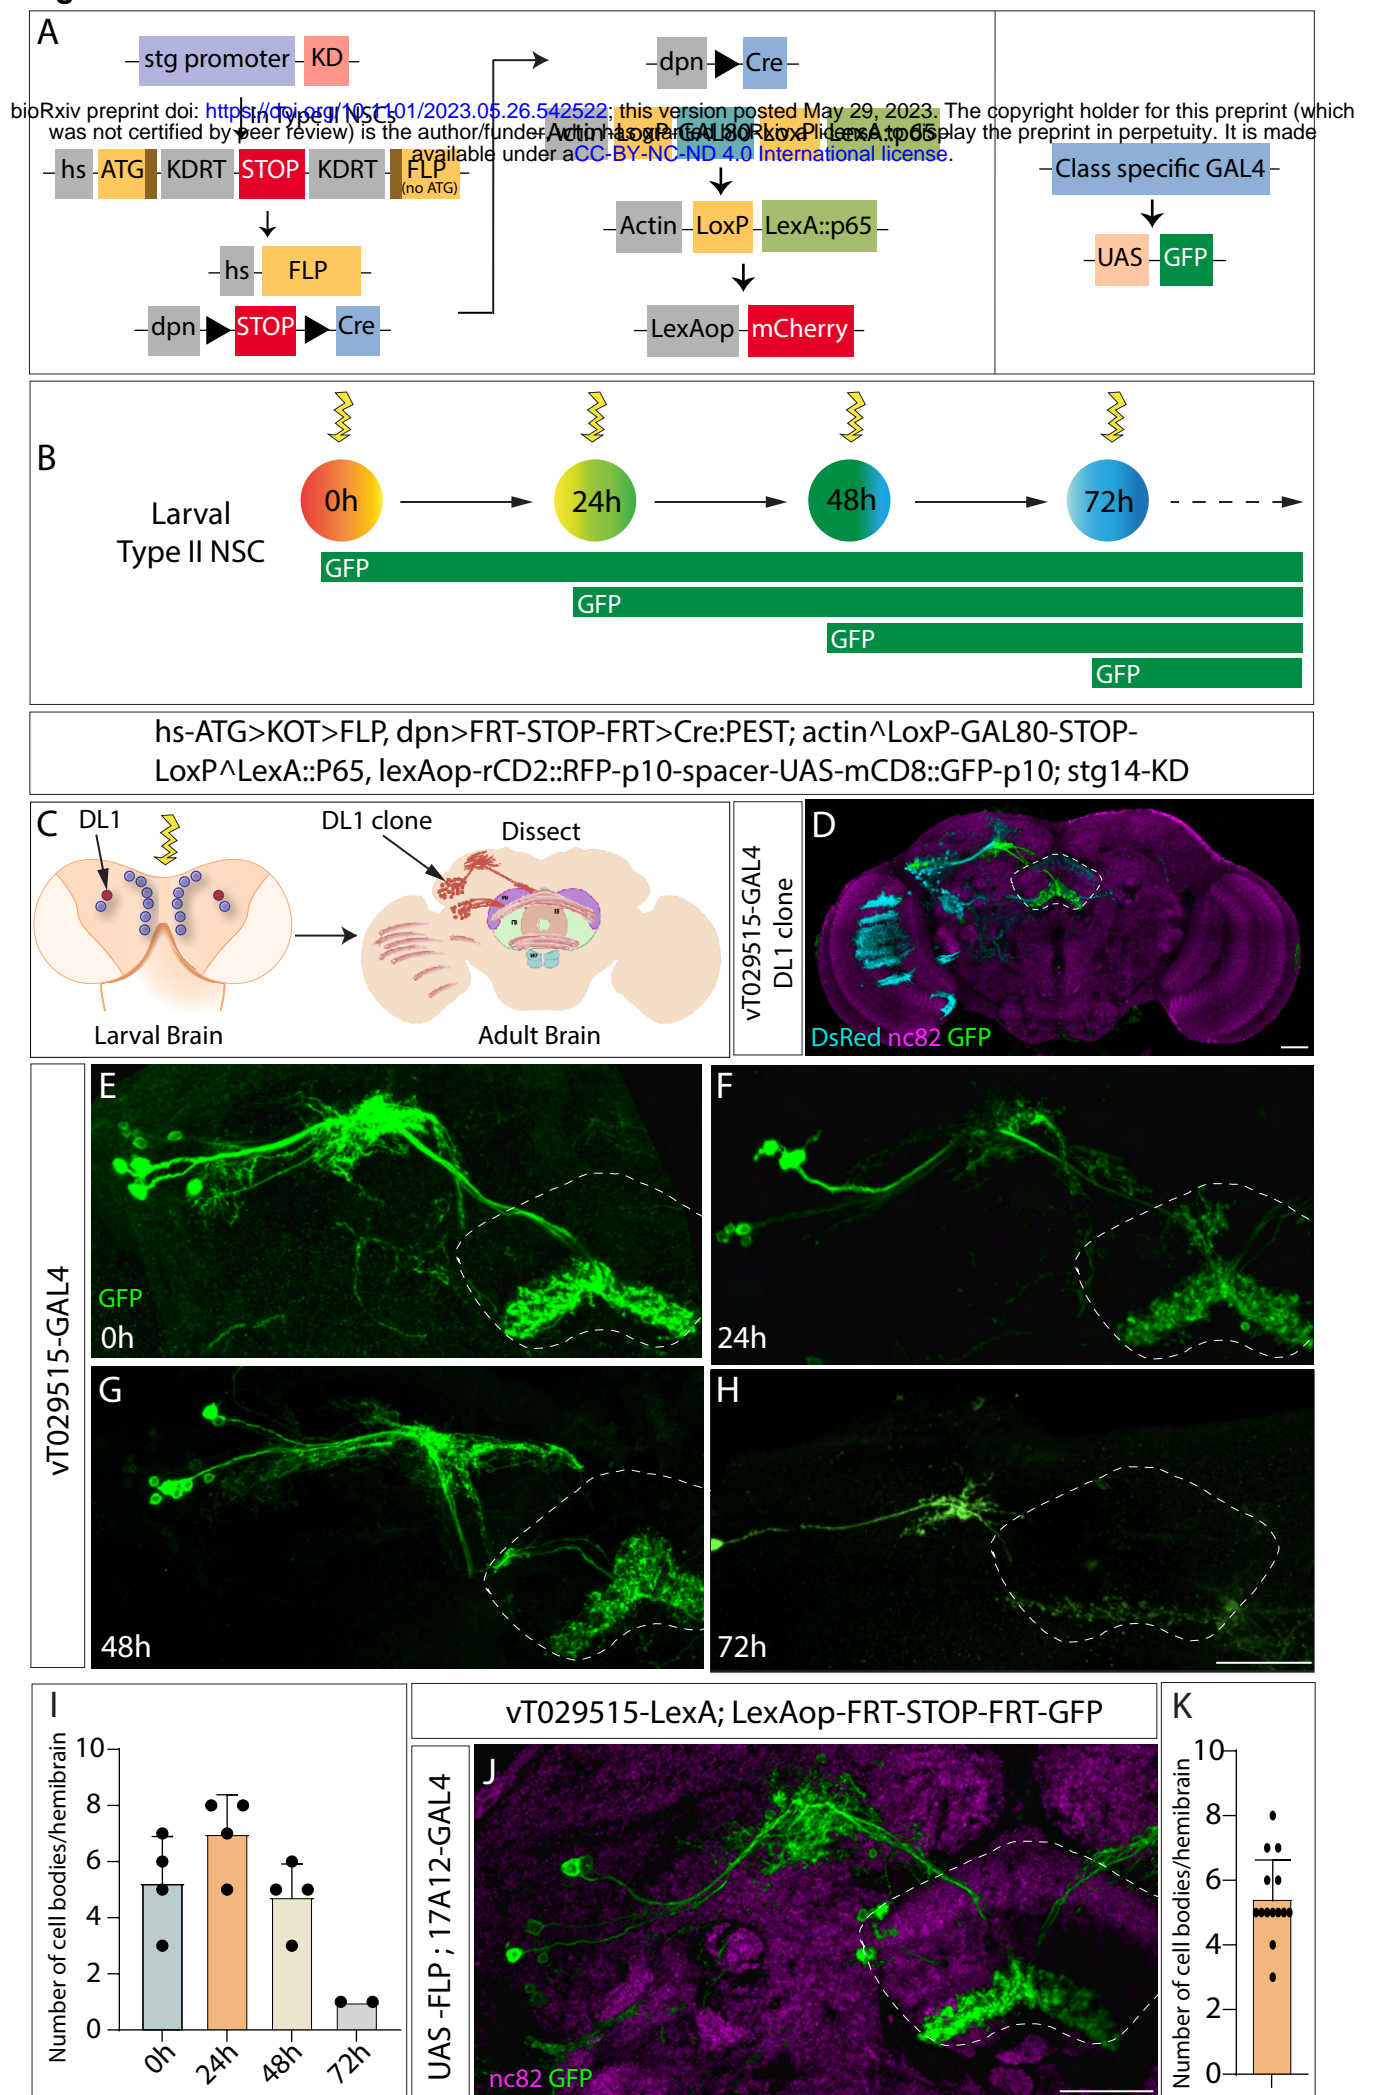 A
stg promoter
KD
in Type II NSCs
hs
ATG
KDRT
STOP
KDRT
FLP
(no ATG)
hs
FLP
dpn
STOP
Cre
dpn
Cre
Actin
LoxP
GAL80
LoxP
LexA::p65
Actin
LoxP
LexA::p65
LexAop
mCherry
Class specific GAL4
UAS
GFP
bioRxiv preprint doi: https://doi.org/10.1101/2023.05.26.542522; this version posted May 29, 2023. The copyright holder for this preprint (which
was not certified by peer review) is the author/funder, who has granted bioRxiv a license to display the preprint in perpetuity. It is made
available under aCC-BY-NC-ND 4.0 International license.
B
Larval
Type II NSC
0h
24h
48h
72h
GFP
GFP
GFP
GFP
hs-ATG>KOT>FLP, dpn>FRT-STOP-FRT>Cre:PEST; actin^LoxP-GAL80-STOP-
LoxP^LexA::P65, lexAop-rCD2::RFP-p10-spacer-UAS-mCD8::GFP-p10; stg14-KD
C
DL1
DL1 clone
Dissect
PB
FB
EB
Larval Brain
Adult Brain
vT029515-GAL4
DL1 clone
D
DsRed nc82 GFP
vT029515-GAL4
E
GFP
0h
F
24h
G
48h
H
72h
I
Number of cell bodies/hemibrain
10
8
6
4
2
0
0h
24h
48h
72h
vT029515-LexA; LexAop-FRT-STOP-FRT-GFP
UAS -FLP ; 17A12-GAL4
J
nc82 GFP
K
Number of cell bodies/hemibrain
10
8
6
4
2
0